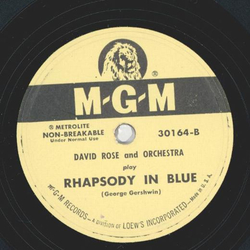 M-G-M
® METROLITE
NON-BREAKABLE
Under Normal Use
30164-B
DAVID ROSE and ORCHESTRA
play
RHAPSODY IN BLUE
(George Gershwin)
M-G-M RECORDS — A Division of LOEW'S INCORPORATED — Made in U.S.A.